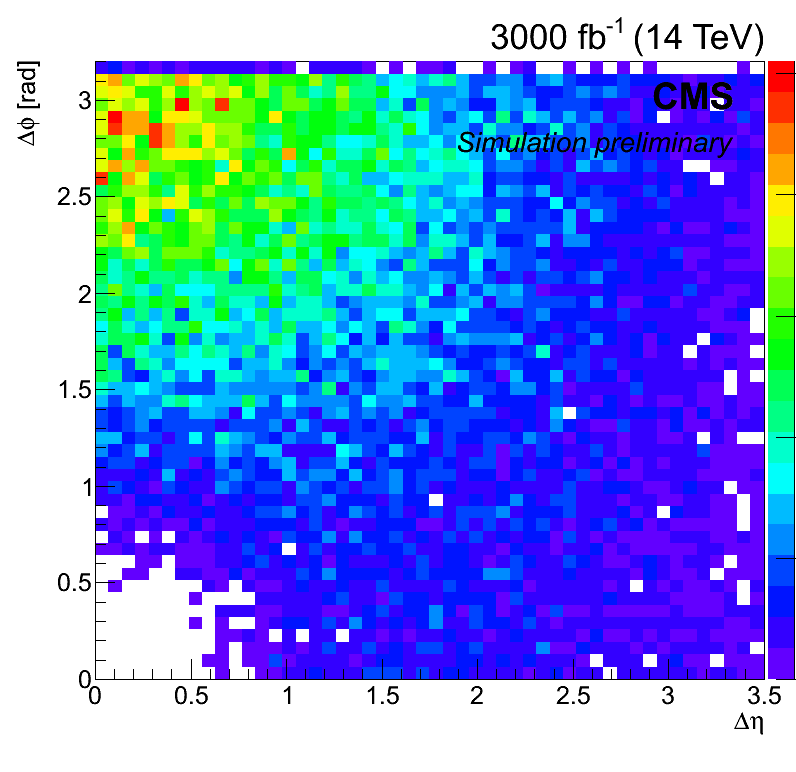 3000 fb⁻¹ (14 TeV)
CMS
Simulation preliminary
Δϕ [rad]
3
2.5
2
1.5
1
0.5
0
0 0.5 1 1.5 2 2.5 3 3.5
Δη